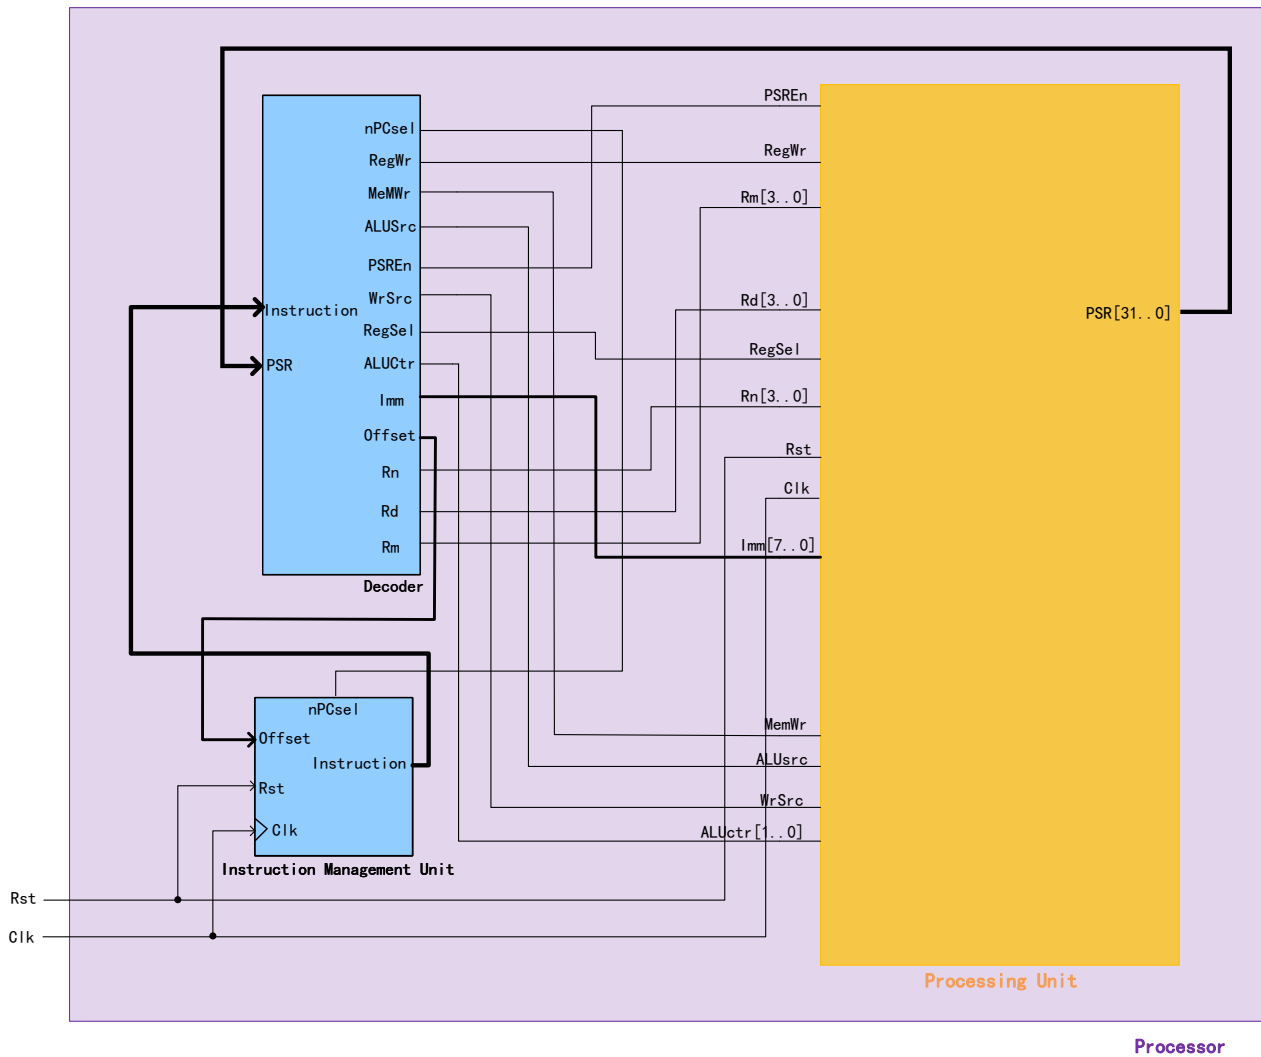 nPCsel
RegWr
MeMWr
ALUSrc
PSREn
WrSrc
RegSel
ALUCtr
Imm
Offset
Rn
Rd
Rm
Instruction
PSR
Decoder
PSREn
RegWr
Rm[3..0]
Rd[3..0]
RegSel
Rn[3..0]
Rst
Clk
Imm[7..0]
MemWr
ALUsrc
WrSrc
ALUctr[1..0]
PSR[31..0]
Processing Unit
nPCsel
Offset
Instruction
Rst
Clk
Instruction Management Unit
Rst
Clk
Processor